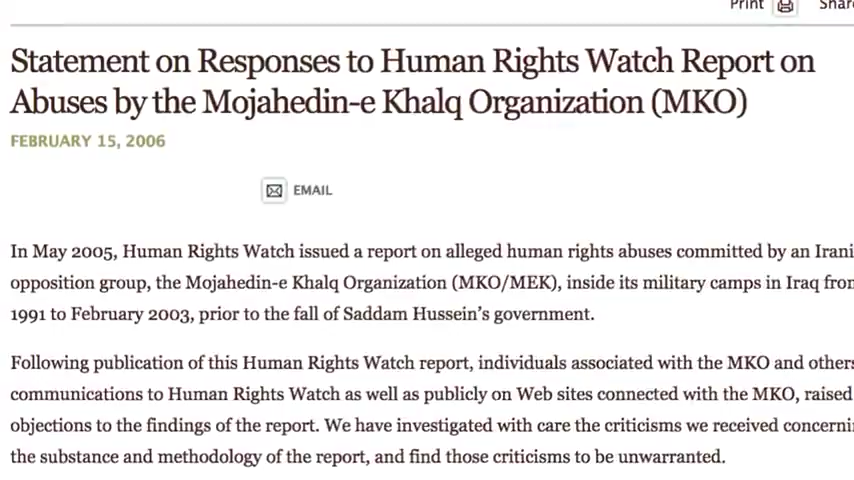 Print Shar
Statement on Responses to Human Rights Watch Report on
Abuses by the Mojahedin-e Khalq Organization (MKO)
FEBRUARY 15, 2006
EMAIL
In May 2005, Human Rights Watch issued a report on alleged human rights abuses committed by an Irani
opposition group, the Mojahedin-e Khalq Organization (MKO/MEK), inside its military camps in Iraq from
1991 to February 2003, prior to the fall of Saddam Hussein's government.
Following publication of this Human Rights Watch report, individuals associated with the MKO and others
communications to Human Rights Watch as well as publicly on Web sites connected with the MKO, raised
objections to the findings of the report. We have investigated with care the criticisms we received concerni
the substance and methodology of the report, and find those criticisms to be unwarranted.